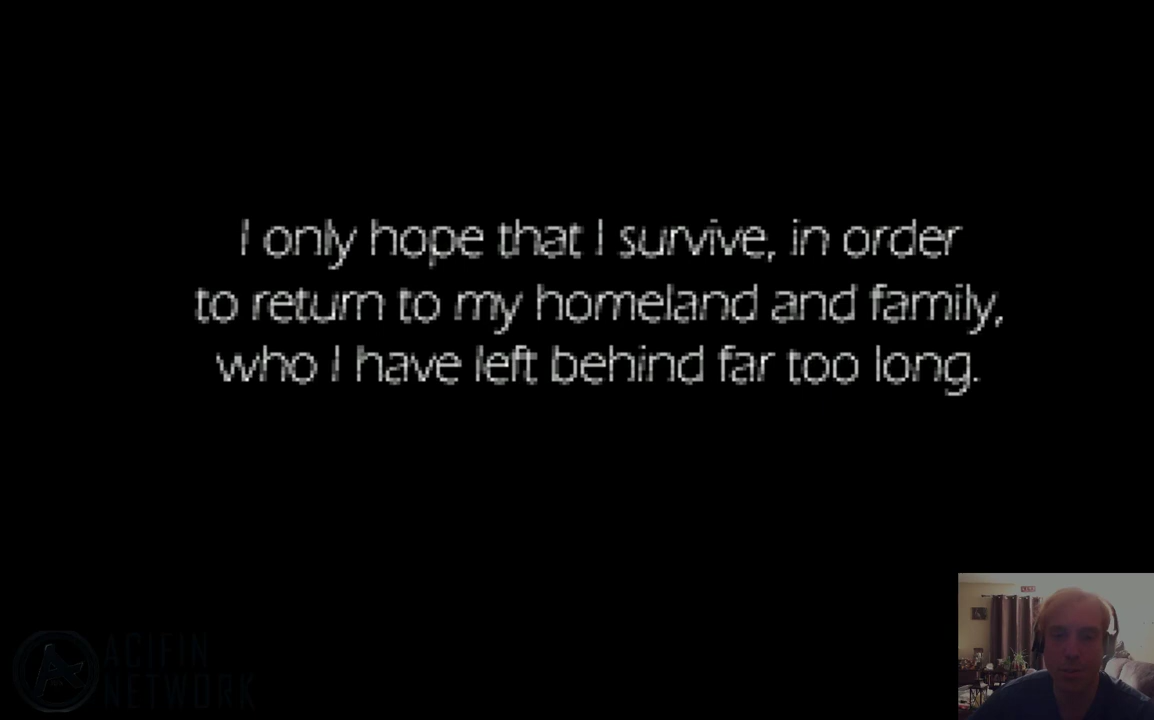 I only hope that I survive, in order
to return to my homeland and family,
who I have left behind far too long.
ACIFIN
NETWORK